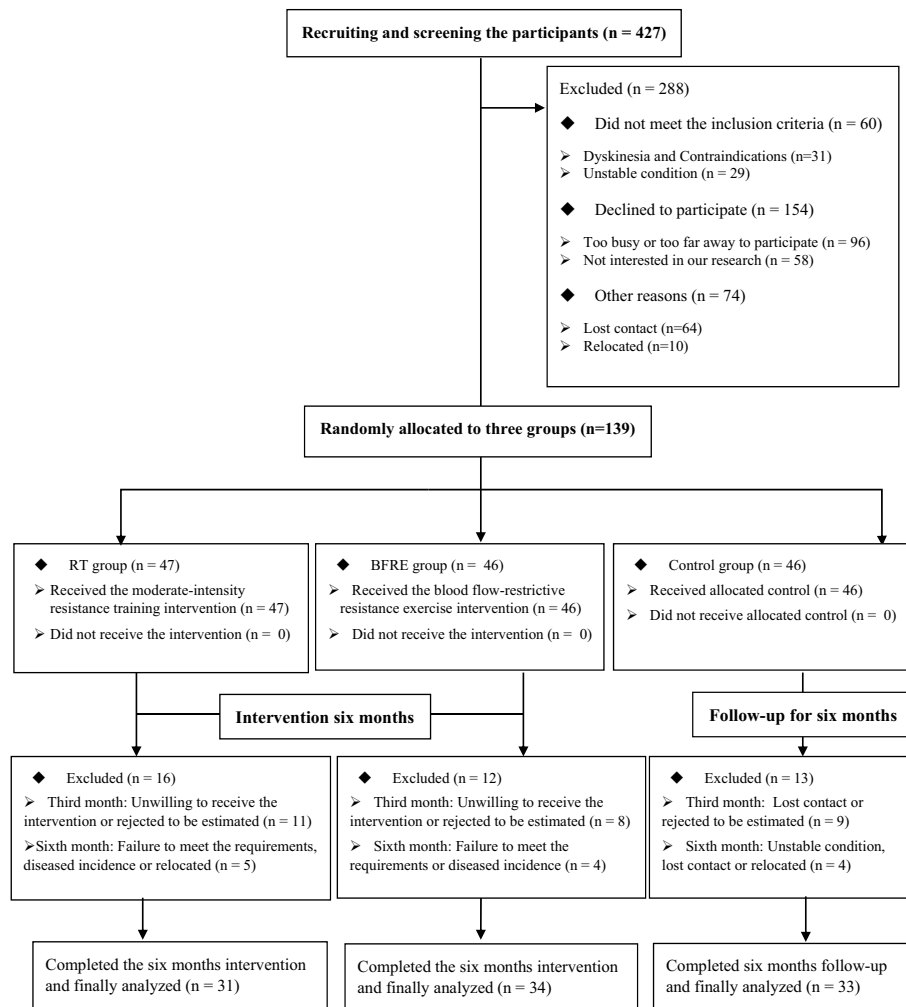 Recruiting and screening the participants (n = 427)
Excluded (n = 288)
◆ Did not meet the inclusion criteria (n = 60)
➢ Dyskinesia and Contraindications (n=31)
➢ Unstable condition (n = 29)
◆ Declined to participate (n = 154)
➢ Too busy or too far away to participate (n = 96)
➢ Not interested in our research (n = 58)
◆ Other reasons (n = 74)
➢ Lost contact (n=64)
➢ Relocated (n=10)
Randomly allocated to three groups (n=139)
◆ RT group (n = 47)
➢ Received the moderate-intensity
resistance training intervention (n = 47)
➢ Did not receive the intervention (n = 0)
◆ BFRE group (n = 46)
➢ Received the blood flow-restrictive
resistance exercise intervention (n = 46)
➢ Did not receive the intervention (n = 0)
◆ Control group (n = 46)
➢ Received allocated control (n = 46)
➢ Did not receive allocated control (n = 0)
Intervention six months
Follow-up for six months
◆ Excluded (n = 16)
➢ Third month: Unwilling to receive the
intervention or rejected to be estimated (n = 11)
➢Sixth month: Failure to meet the requirements,
diseased incidence or relocated (n = 5)
◆ Excluded (n = 12)
➢ Third month: Unwilling to receive the
intervention or rejected to be estimated (n = 8)
➢ Sixth month: Failure to meet the
requirements or diseased incidence (n = 4)
◆ Excluded (n = 13)
➢ Third month: Lost contact or
rejected to be estimated (n = 9)
➢ Sixth month: Unstable condition,
lost contact or relocated (n = 4)
Completed the six months intervention
and finally analyzed (n = 31)
Completed the six months intervention
and finally analyzed (n = 34)
Completed six months follow-up
and finally analyzed (n = 33)